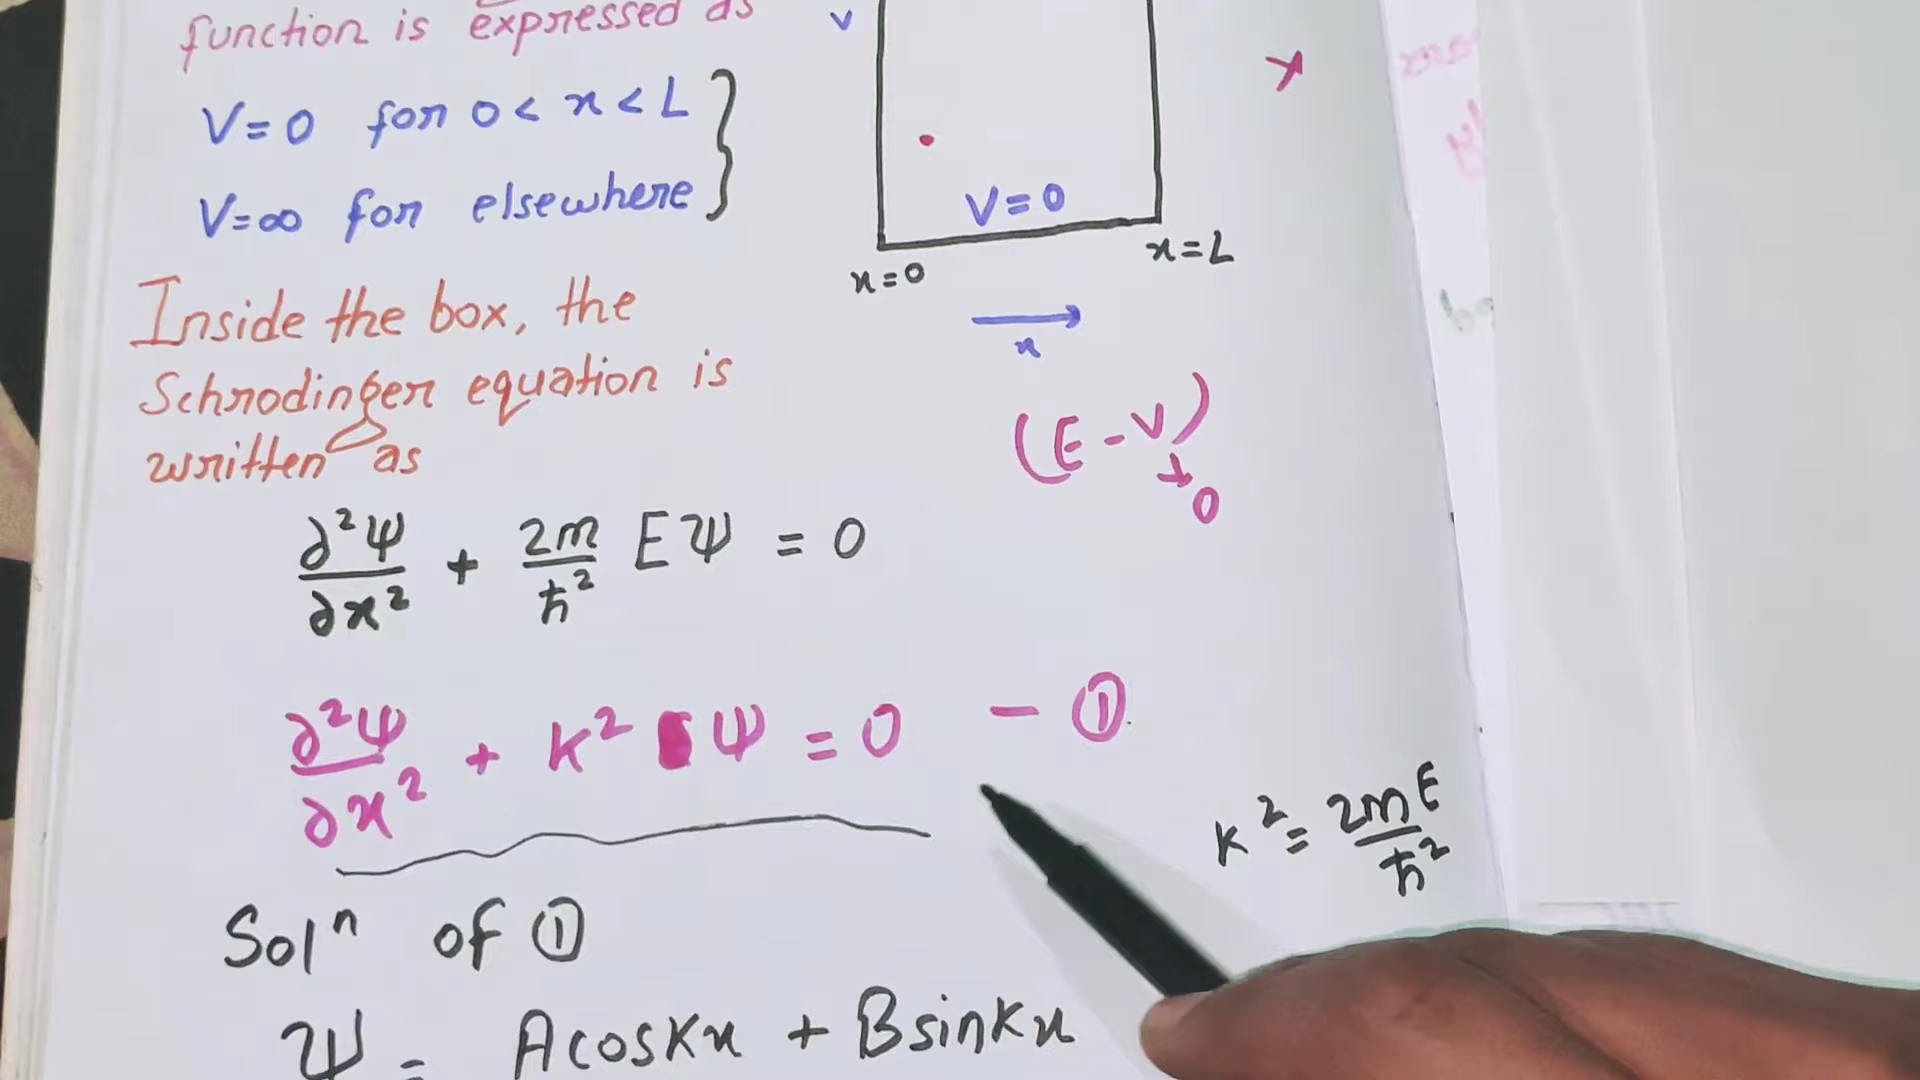 function is expressed as
V
V=0 for 0 < x < L }
V=∞ for elsewhere
V=0
x=0
x=L
x
Inside the box, the
Schrodinger equation is
written as
(E - V)
0
∂²Ψ/∂x² + 2m/ħ² EΨ = 0
∂²Ψ/∂x² + K² Ψ = 0 - ①
K² = 2mE/ħ²
Solⁿ of ①
Ψ = A cosKx + B sinKx